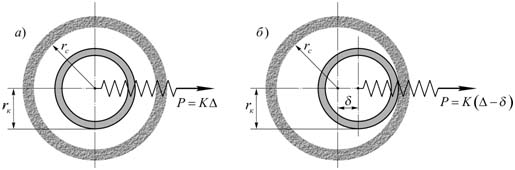 а)
r_c
r_к
P = KΔ
б)
r_c
r_к
δ
P = K(Δ − δ)